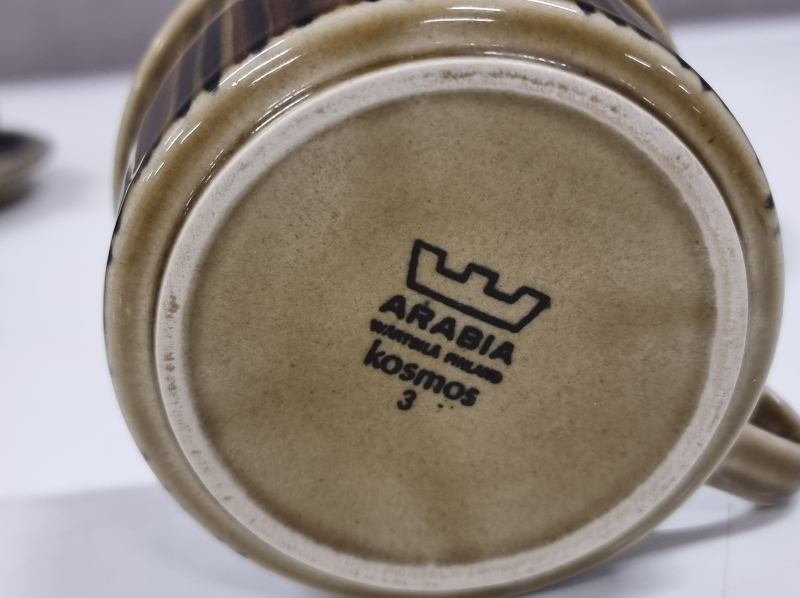 ARABIA
WÄRTSILÄ FINLAND
kosmos
3